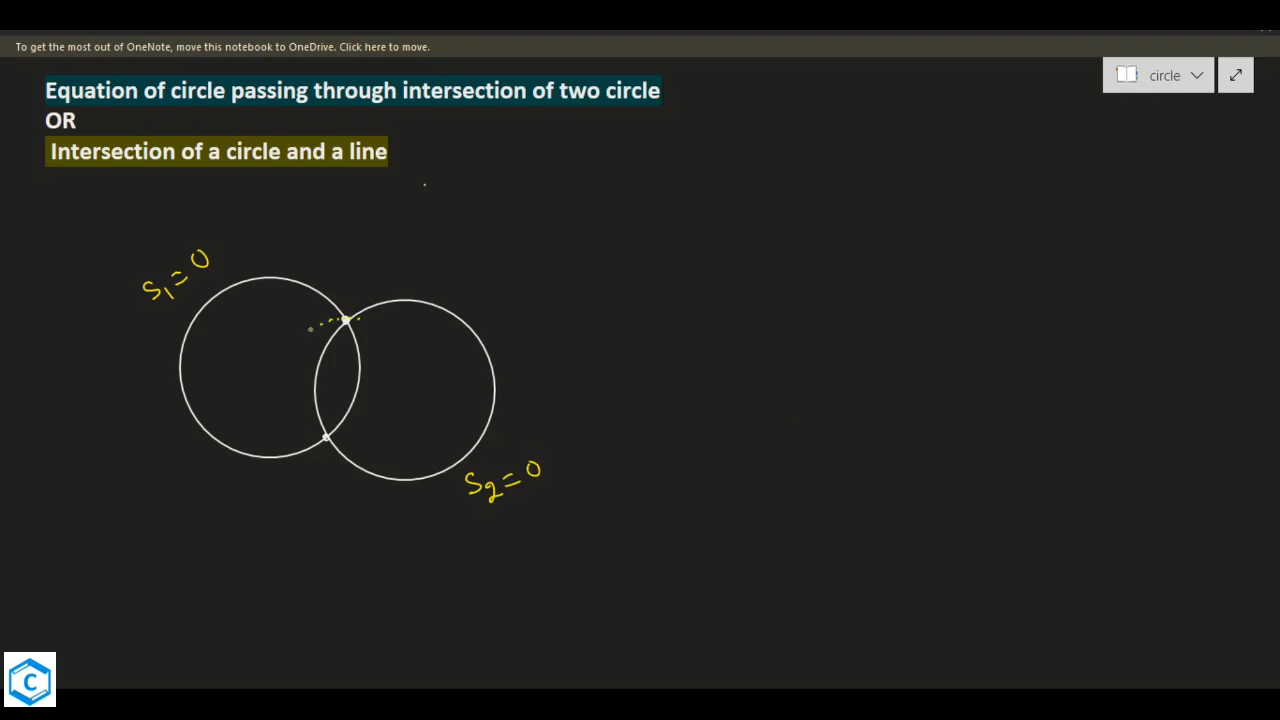 To get the most out of OneNote, move this notebook to OneDrive. Click here to move.
circle
Equation of circle passing through intersection of two circle
OR
Intersection of a circle and a line
S₁=0
S₂=0
C